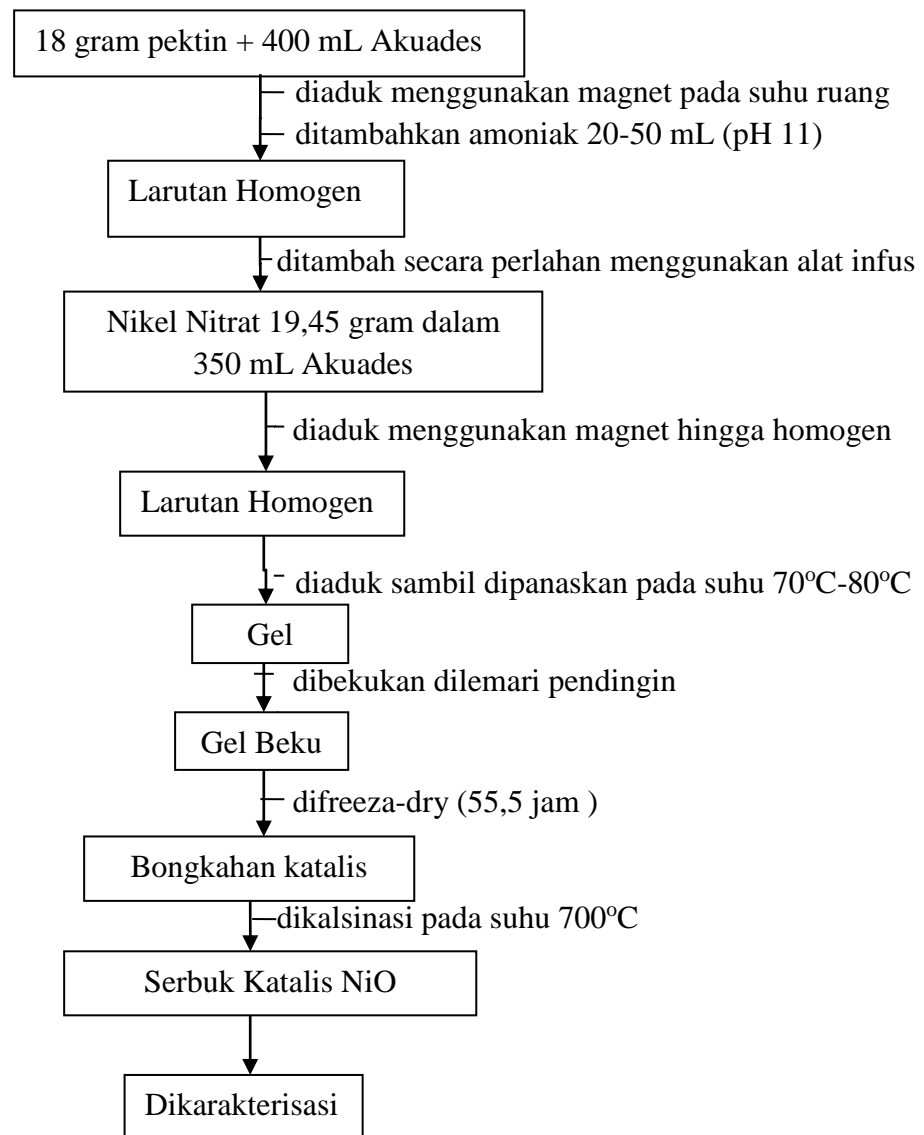 18 gram pektin + 400 mL Akuades
diaduk menggunakan magnet pada suhu ruang
ditambahkan amoniak 20-50 mL (pH 11)
Larutan Homogen
ditambah secara perlahan menggunakan alat infus
Nikel Nitrat 19,45 gram dalam
350 mL Akuades
diaduk menggunakan magnet hingga homogen
Larutan Homogen
diaduk sambil dipanaskan pada suhu 70ºC-80ºC
Gel
dibekukan dilemari pendingin
Gel Beku
difreeza-dry (55,5 jam )
Bongkahan katalis
dikalsinasi pada suhu 700ºC
Serbuk Katalis NiO
Dikarakterisasi